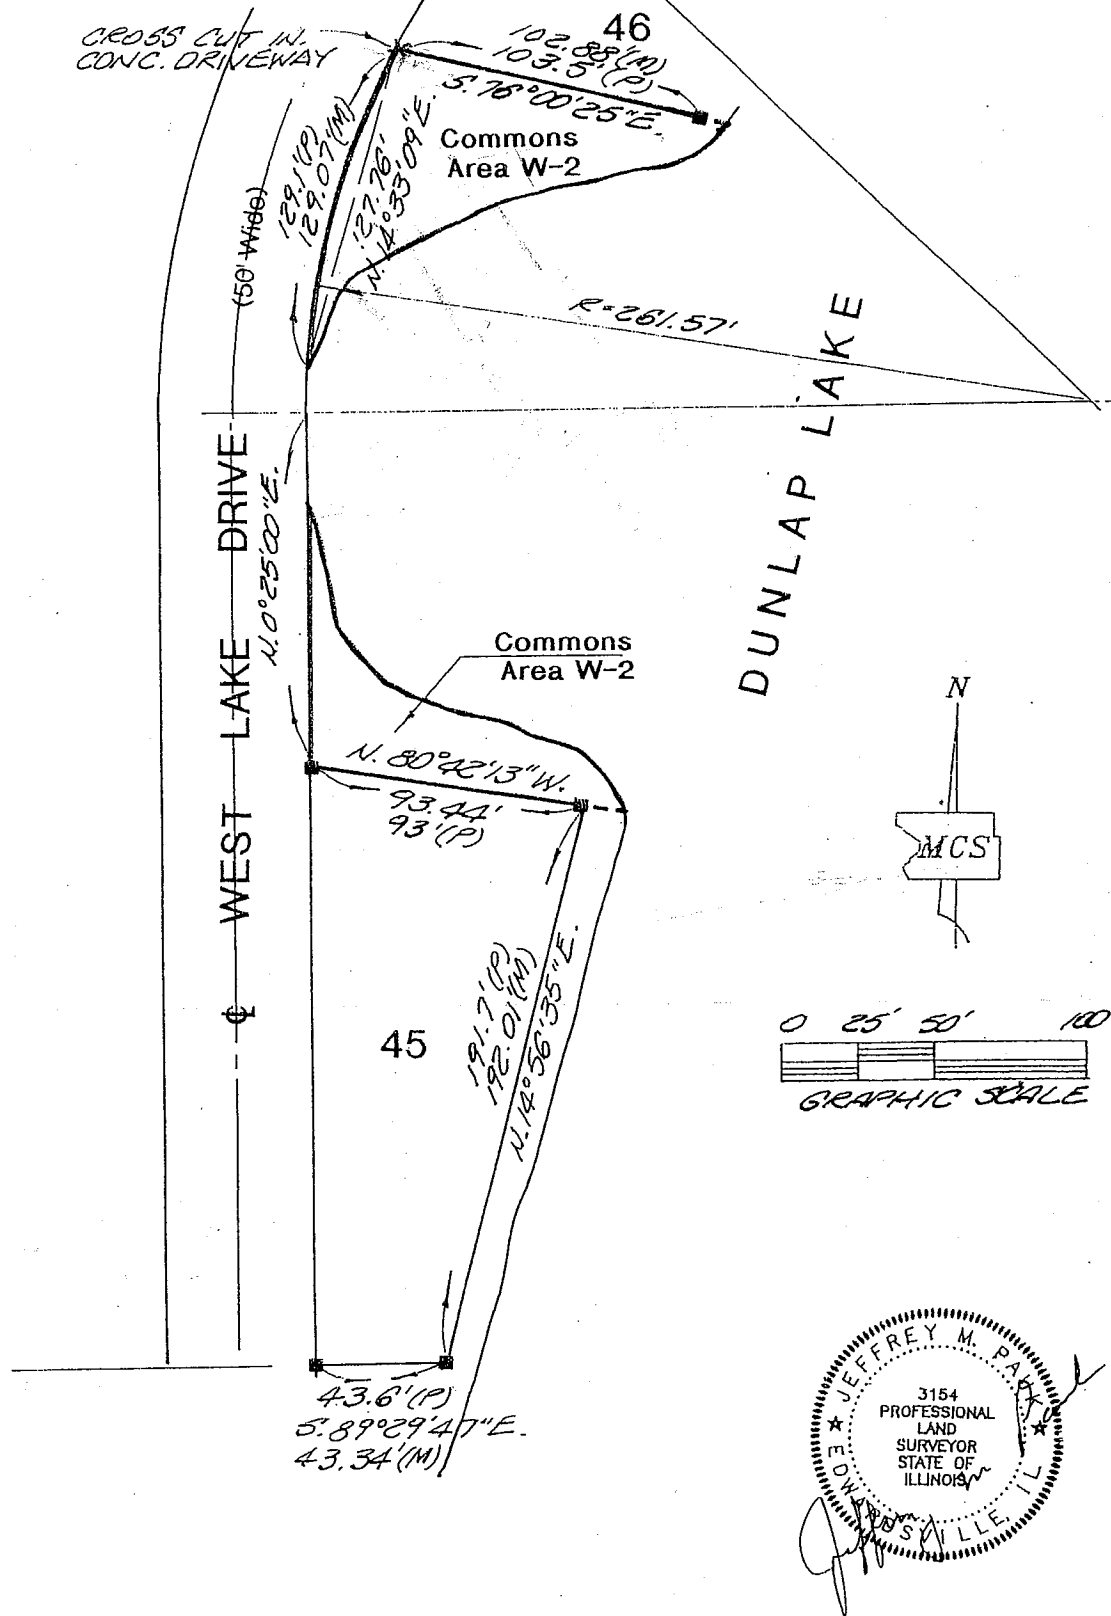 46
CROSS CUT IN.
CONC. DRIVEWAY
102.88'(M)
103.5'(P)
S.76°00'25"E.
Commons
Area W-2
129.1'(P)
129.07'(M)
127.76'
N.14°33'09"E.
(50' Wide)
R=261.57'
DUNLAP LAKE
N.0°25'00"E.
℄ WEST LAKE DRIVE
Commons
Area W-2
N. 80°42'13"W.
93.44'
93'(P)
N
MCS
45
191.7'(P)
192.01'(M)
N.14°56'35"E.
0 25' 50' 100
GRAPHIC SCALE
43.6'(P)
S.89°29'47"E.
43.34'(M)
★ JEFFREY M. PARK ★
3154
PROFESSIONAL
LAND
SURVEYOR
STATE OF
ILLINOIS
EDWARDSVILLE, IL